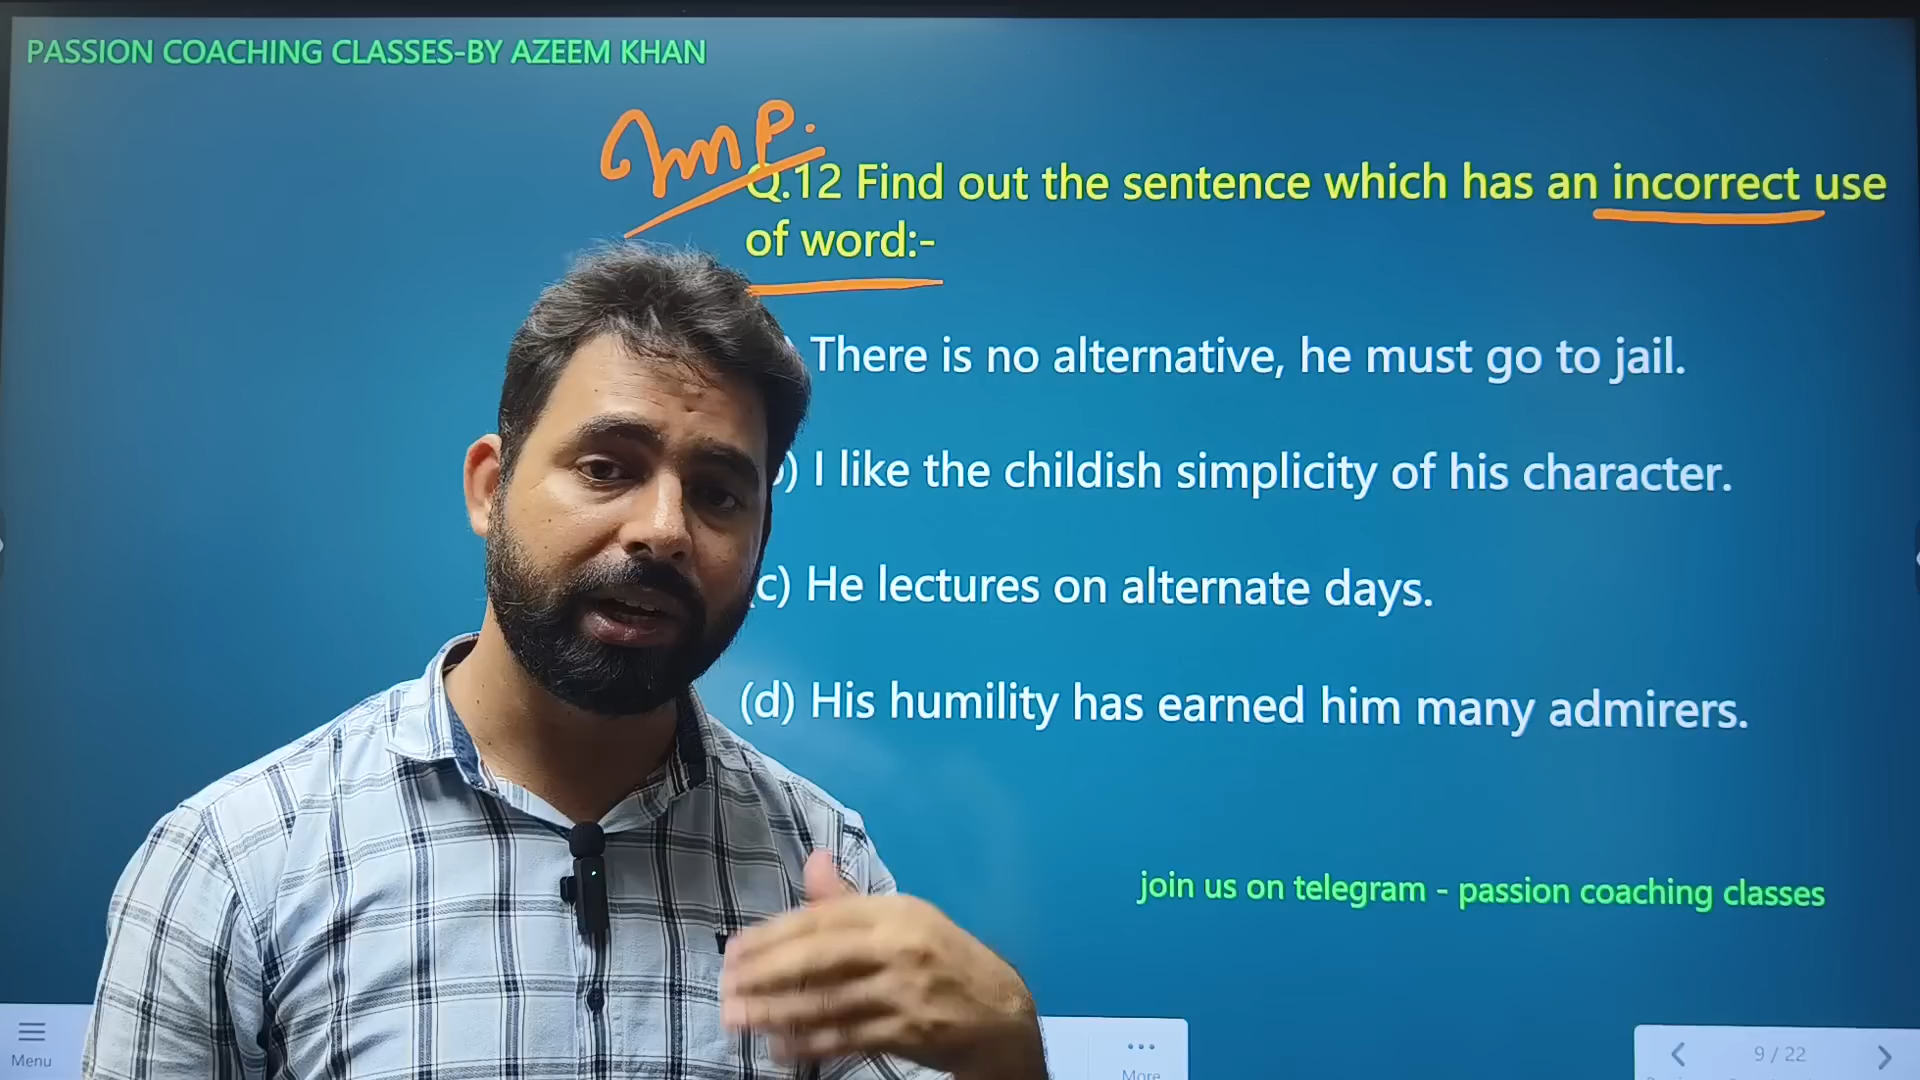 PASSION COACHING CLASSES-BY AZEEM KHAN
Imp.
Q.12 Find out the sentence which has an incorrect use
of word:-
) There is no alternative, he must go to jail.
) I like the childish simplicity of his character.
(c) He lectures on alternate days.
(d) His humility has earned him many admirers.
join us on telegram - passion coaching classes
Menu
More
9 / 22